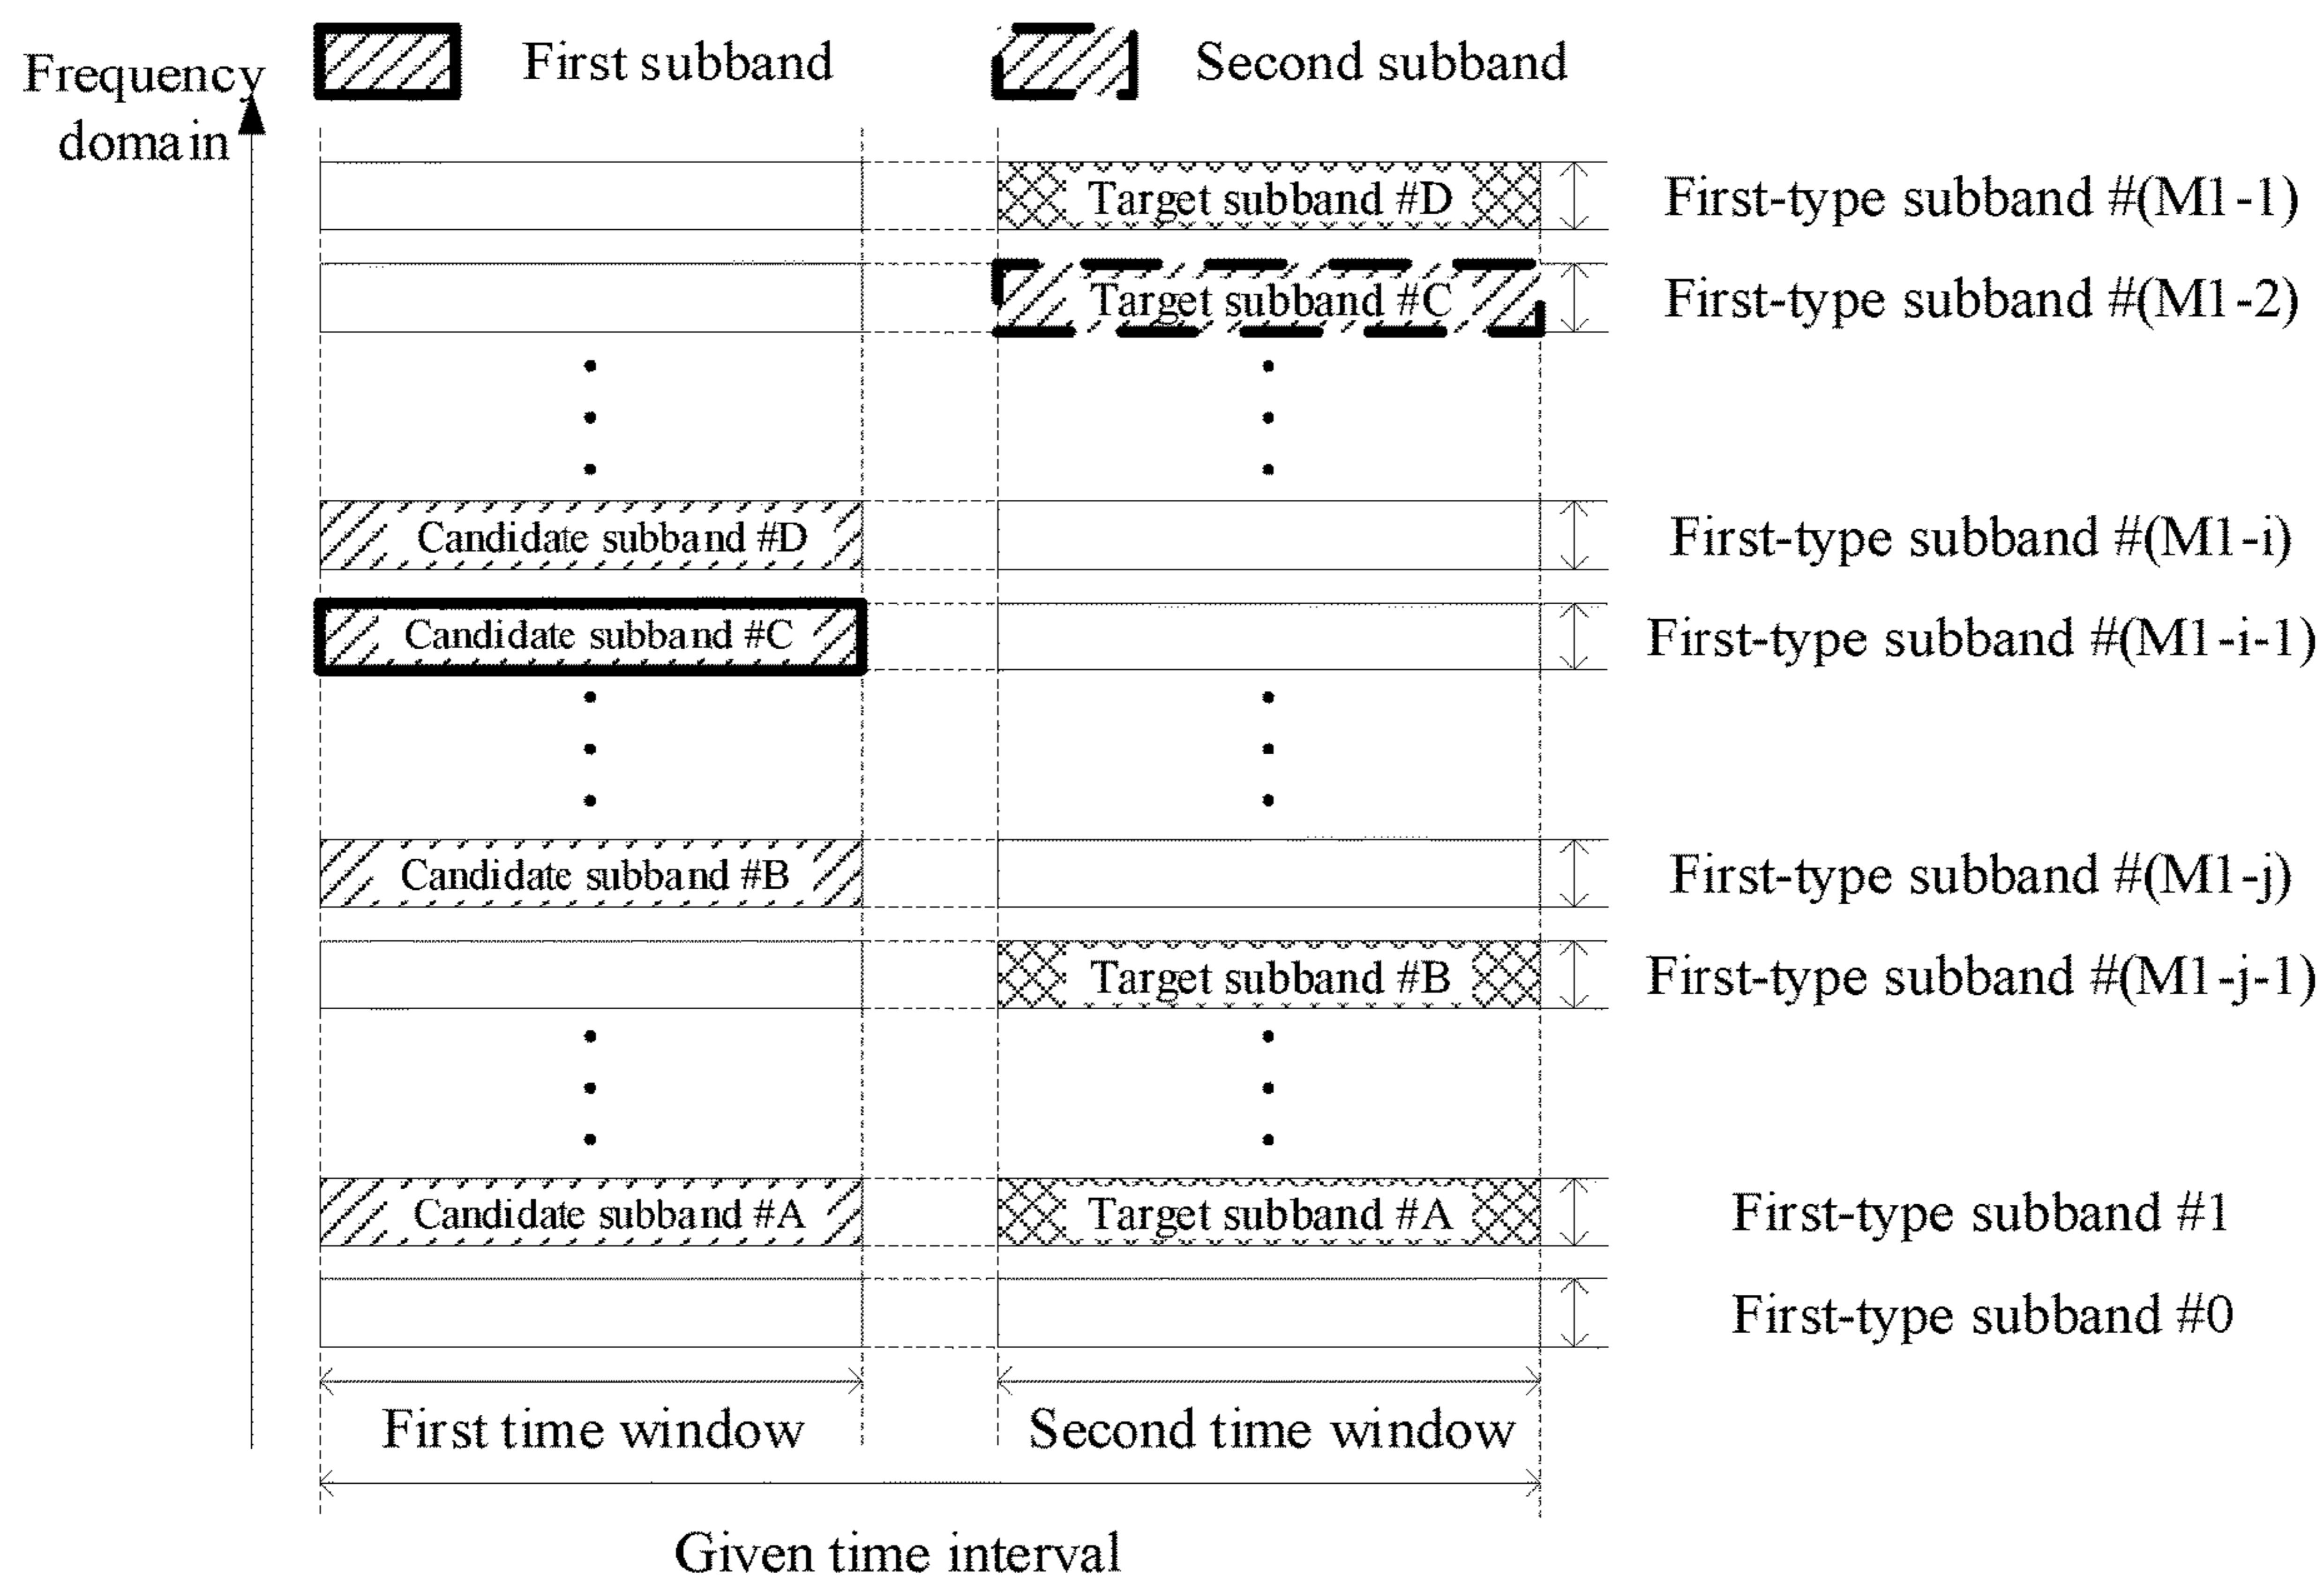 First subband
Second subband
Frequency
domain
Target subband #D
First-type subband #(M1-1)
Target subband #C
First-type subband #(M1-2)
Candidate subband #D
First-type subband #(M1-i)
Candidate subband #C
First-type subband #(M1-i-1)
Candidate subband #B
First-type subband #(M1-j)
Target subband #B
First-type subband #(M1-j-1)
Candidate subband #A
Target subband #A
First-type subband #1
First-type subband #0
First time window
Second time window
Given time interval